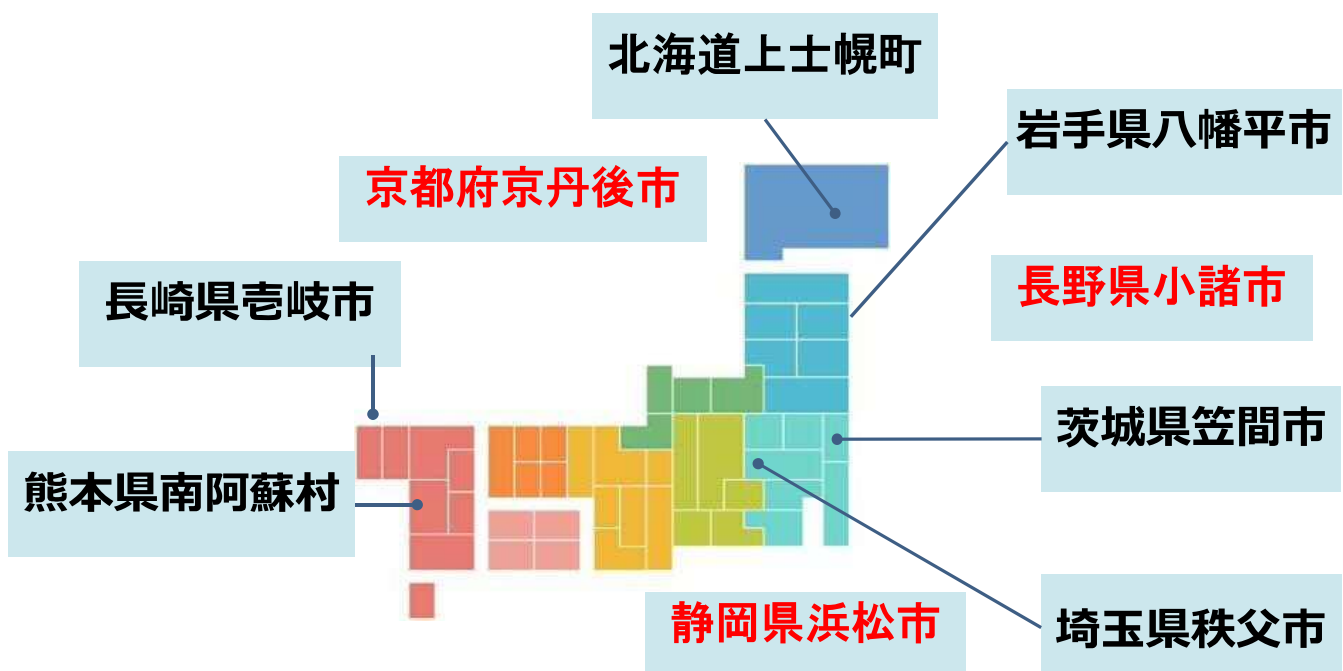 北海道上士幌町
岩手県八幡平市
京都府京丹後市
長野県小諸市
長崎県壱岐市
茨城県笠間市
熊本県南阿蘇村
静岡県浜松市
埼玉県秩父市